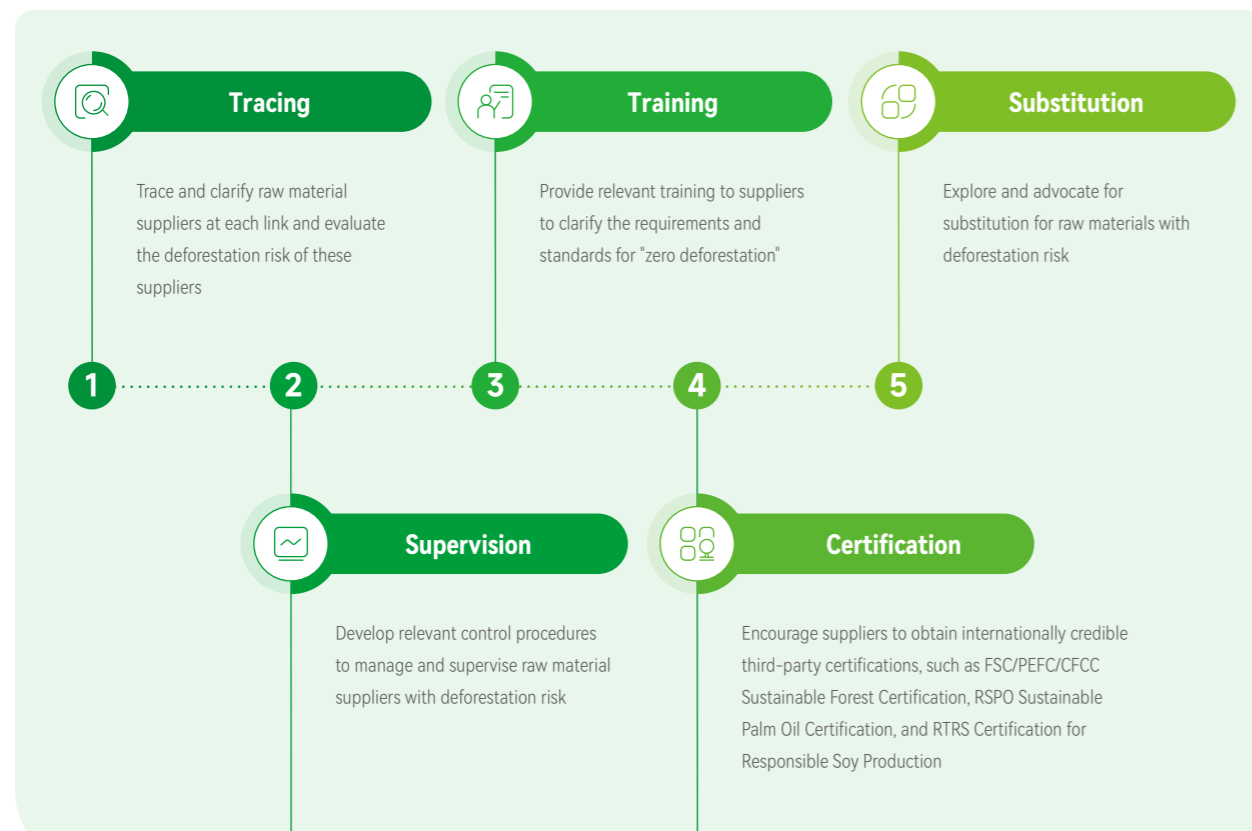 Tracing
Trace and clarify raw material
suppliers at each link and evaluate
the deforestation risk of these
suppliers
Training
Provide relevant training to suppliers
to clarify the requirements and
standards for "zero deforestation"
Substitution
Explore and advocate for
substitution for raw materials with
deforestation risk
1
2
3
4
5
Supervision
Develop relevant control procedures
to manage and supervise raw material
suppliers with deforestation risk
Certification
Encourage suppliers to obtain internationally credible
third-party certifications, such as FSC/PEFC/CFCC
Sustainable Forest Certification, RSPO Sustainable
Palm Oil Certification, and RTRS Certification for
Responsible Soy Production